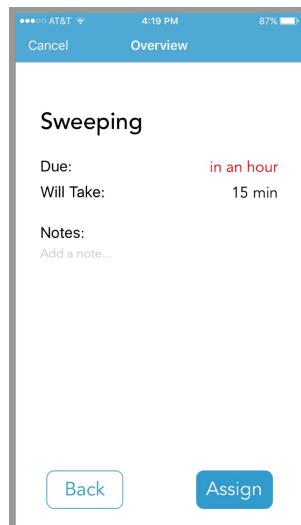 ●●●○○ AT&T 4:19 PM 87%
Cancel Overview
Sweeping
Due: in an hour
Will Take: 15 min
Notes:
Add a note...
Back Assign